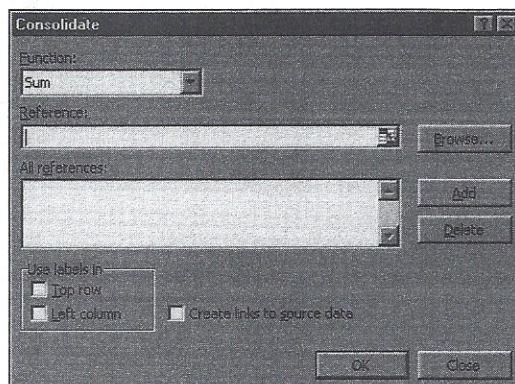 Consolidate
Function:
Sum
Reference:
Browse...
All references:
Add
Delete
Use labels in
Top row
Left column
Create links to source data
OK
Close